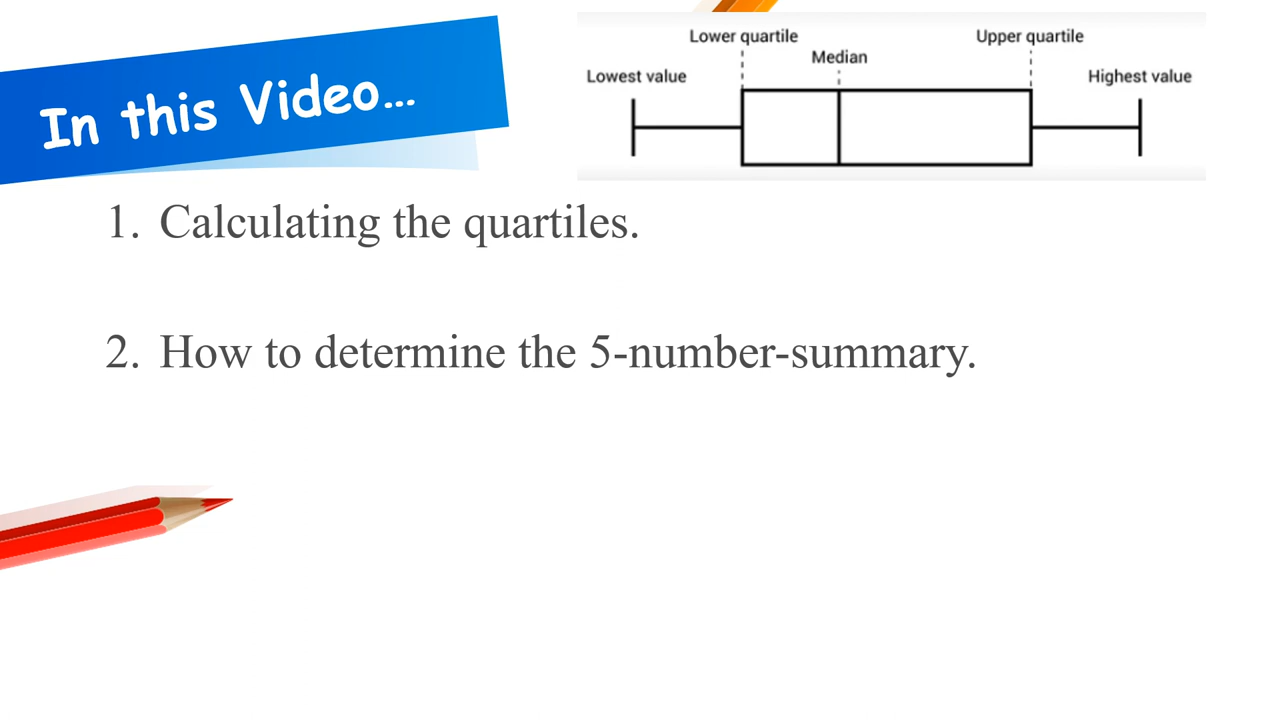 In this Video...
Lower quartile
Upper quartile
Median
Lowest value
Highest value
1. Calculating the quartiles.
2. How to determine the 5-number-summary.